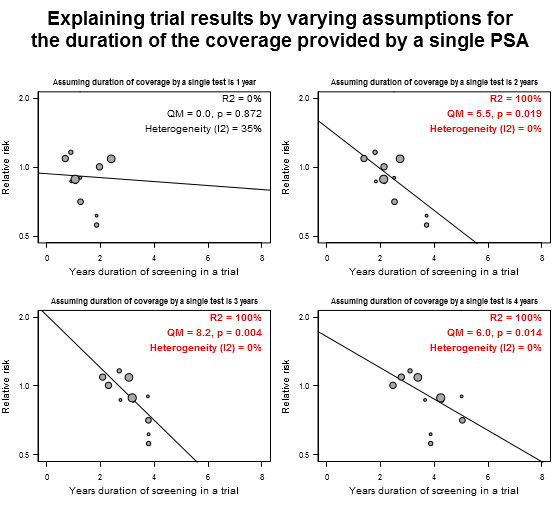 Explaining trial results by varying assumptions for
the duration of the coverage provided by a single PSA
Assuming duration of coverage by a single test is 1 year
R2 = 0%
QM = 0.0, p = 0.872
Heterogeneity (I2) = 35%
2.0
1.0
0.5
Relative risk
0 2 4 6 8
Years duration of screening in a trial
Assuming duration of coverage by a single test is 2 years
R2 = 100%
QM = 5.5, p = 0.019
Heterogeneity (I2) = 0%
2.0
1.0
0.5
Relative risk
0 2 4 6 8
Years duration of screening in a trial
Assuming duration of coverage by a single test is 3 years
R2 = 100%
QM = 8.2, p = 0.004
Heterogeneity (I2) = 0%
2.0
1.0
0.5
Relative risk
0 2 4 6 8
Years duration of screening in a trial
Assuming duration of coverage by a single test is 4 years
R2 = 100%
QM = 6.0, p = 0.014
Heterogeneity (I2) = 0%
2.0
1.0
0.5
Relative risk
0 2 4 6 8
Years duration of screening in a trial